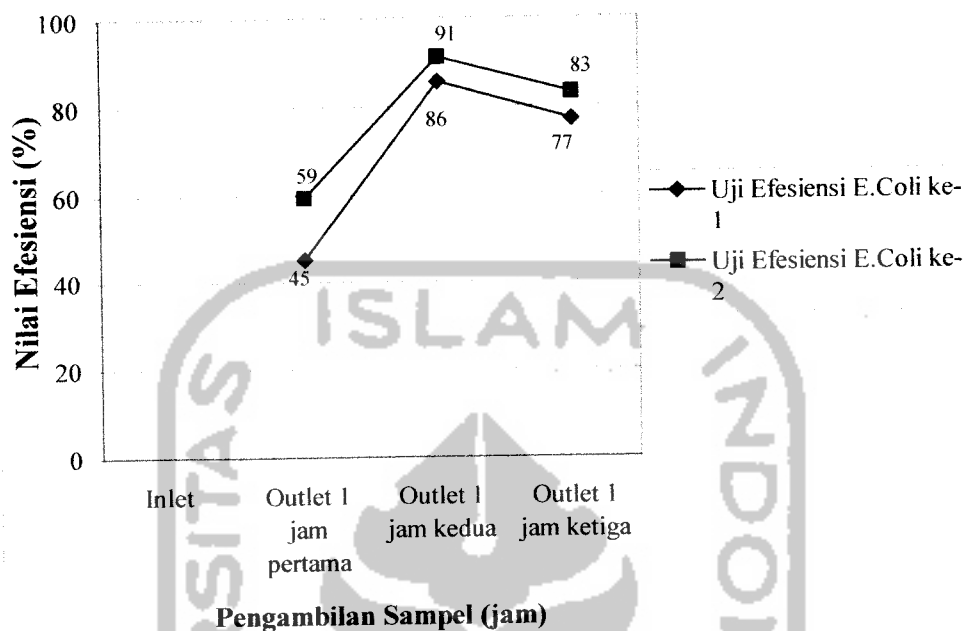 100
80
60
40
20
0
Nilai Efesiensi (%)
91
83
86
77
59
45
Uji Efesiensi E.Coli ke-
1
Uji Efesiensi E.Coli ke-
2
Inlet
Outlet 1
jam
pertama
Outlet 1
jam kedua
Outlet 1
jam ketiga
Pengambilan Sampel (jam)
ISLAM
SITAS
INDO